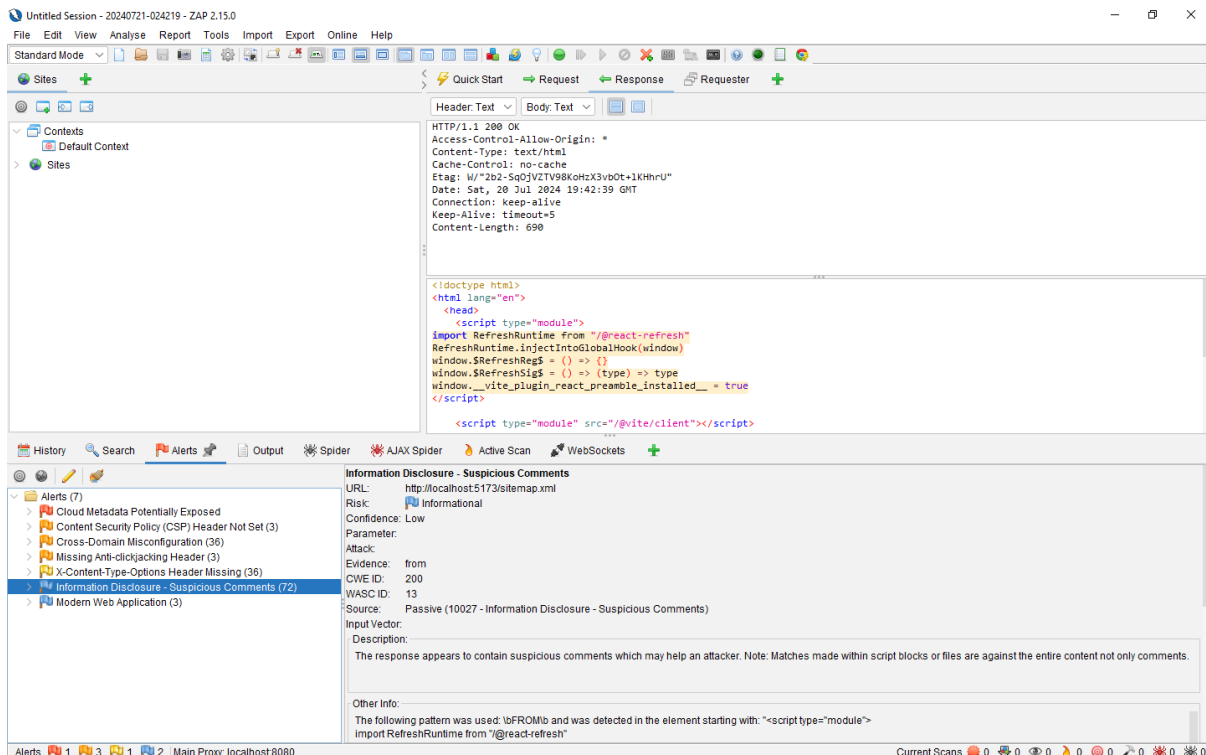 Untitled Session - 20240721-024219 - ZAP 2.15.0
File Edit View Analyse Report Tools Import Export Online Help
Standard Mode
Sites
Quick Start Request Response Requester
Header: Text Body: Text
Contexts
Default Context
Sites
HTTP/1.1 200 OK
Access-Control-Allow-Origin: *
Content-Type: text/html
Cache-Control: no-cache
Etag: W/"2b2-SqOjVZTV98KoHzX3vbOt+lKHhrU"
Date: Sat, 20 Jul 2024 19:42:39 GMT
Connection: keep-alive
Keep-Alive: timeout=5
Content-Length: 690
<!doctype html>
<html lang="en">
<head>
<script type="module">
import RefreshRuntime from "/@react-refresh"
RefreshRuntime.injectIntoGlobalHook(window)
window.$RefreshReg$ = () => {}
window.$RefreshSig$ = () => (type) => type
window.__vite_plugin_react_preamble_installed__ = true
</script>
<script type="module" src="/@vite/client"></script>
History Search Alerts Output Spider AJAX Spider Active Scan WebSockets
Alerts (7)
Cloud Metadata Potentially Exposed
Content Security Policy (CSP) Header Not Set (3)
Cross-Domain Misconfiguration (36)
Missing Anti-clickjacking Header (3)
X-Content-Type-Options Header Missing (36)
Information Disclosure - Suspicious Comments (72)
Modern Web Application (3)
Information Disclosure - Suspicious Comments
URL: http://localhost:5173/sitemap.xml
Risk: Informational
Confidence: Low
Parameter:
Attack:
Evidence: from
CWE ID: 200
WASC ID: 13
Source: Passive (10027 - Information Disclosure - Suspicious Comments)
Input Vector:
Description:
The response appears to contain suspicious comments which may help an attacker. Note: Matches made within script blocks or files are against the entire content not only comments.
Other Info:
The following pattern was used: \bFROM\b and was detected in the element starting with: "<script type="module">
import RefreshRuntime from "/@react-refresh"
Alerts 1 3 1 2 Main Proxy: localhost:8080
Current Scans 0 0 0 0 0 0 0 0